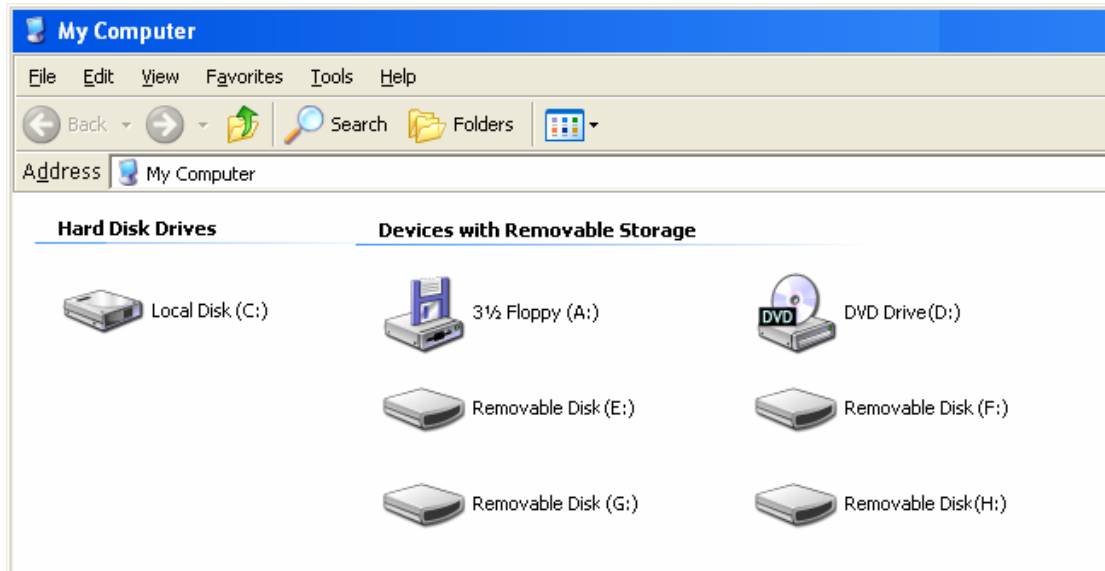 My Computer
File Edit View Favorites Tools Help
Back Search Folders
Address My Computer
Hard Disk Drives Devices with Removable Storage
Local Disk (C:) 3½ Floppy (A:) DVD DVD Drive(D:)
Removable Disk (E:) Removable Disk (F:)
Removable Disk (G:) Removable Disk(H:)